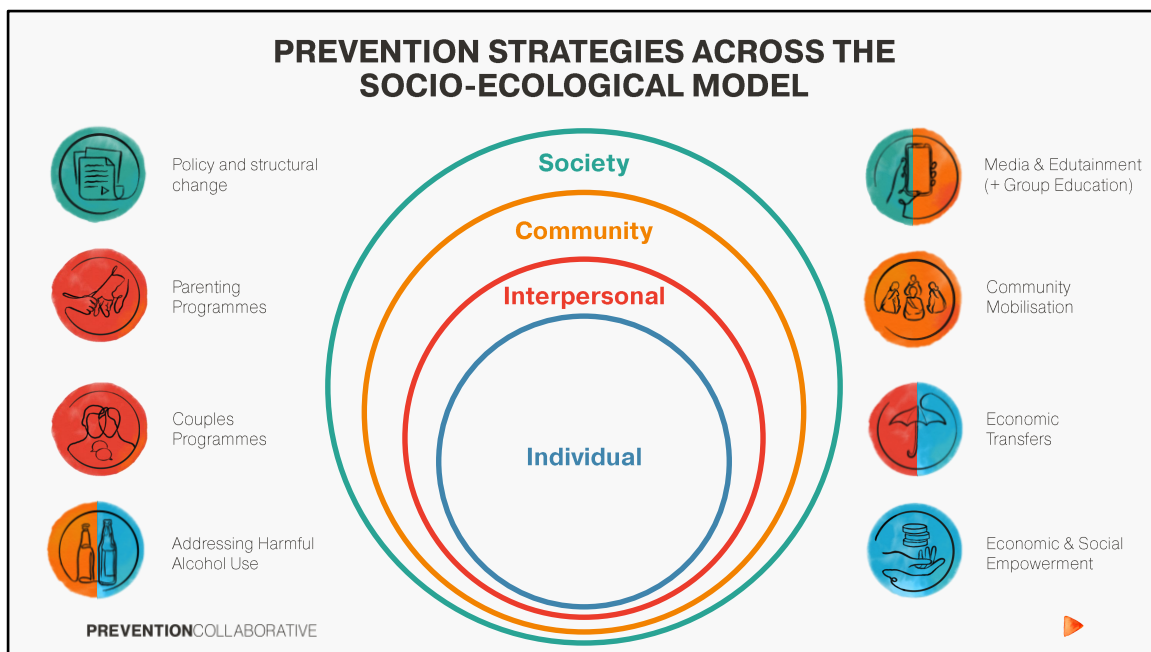 PREVENTION STRATEGIES ACROSS THE
SOCIO-ECOLOGICAL MODEL
Policy and structural
change
Parenting
Programmes
Couples
Programmes
Addressing Harmful
Alcohol Use
Society
Community
Interpersonal
Individual
Media & Edutainment
(+ Group Education)
Community
Mobilisation
Economic
Transfers
Economic & Social
Empowerment
PREVENTIONCOLLABORATIVE